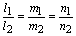 l₁/l₂ = m₁/m₂ = n₁/n₂